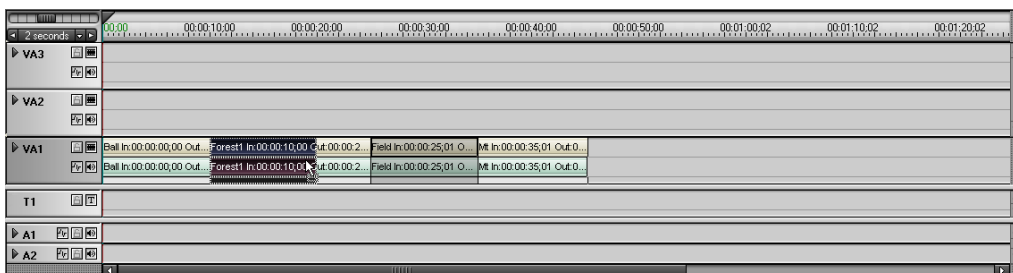 00:00 00:00:10;00 00:00:20;00 00:00:30;00 00:00:40;00 00:00:50;00 00:01:00;02 00:01:10;02 00:01:20;02
2 seconds
VA3
VA2
VA1 Ball In:00:00:00;00 Out... Forest1 In:00:00:10;00 Out:00:00:2... Field In:00:00:25;01 O... Mt In:00:00:35;01 Out:0...
Ball In:00:00:00;00 Out... Forest1 In:00:00:10;00 Out:00:00:2... Field In:00:00:25;01 O... Mt In:00:00:35;01 Out:0...
T1 T
A1
A2